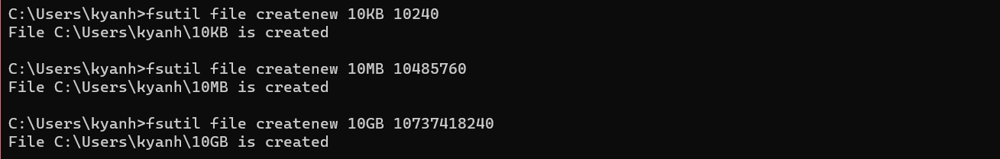 C:\Users\kyanh>fsutil file createnew 10KB 10240
File C:\Users\kyanh\10KB is created
C:\Users\kyanh>fsutil file createnew 10MB 10485760
File C:\Users\kyanh\10MB is created
C:\Users\kyanh>fsutil file createnew 10GB 10737418240
File C:\Users\kyanh\10GB is created